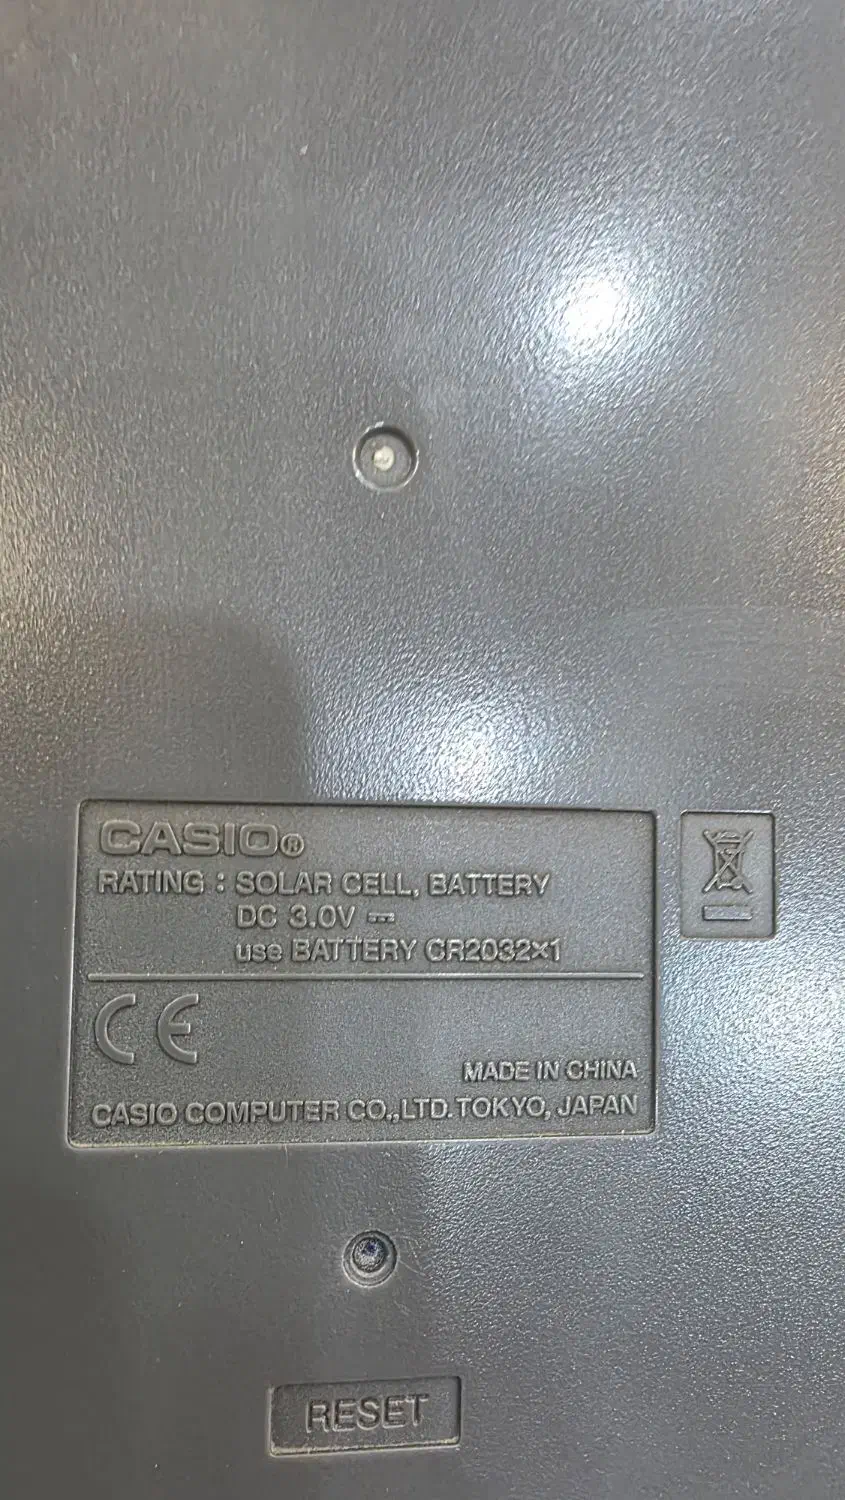 CASIO®
RATING : SOLAR CELL, BATTERY
DC 3.0V ⎓
use BATTERY CR2032×1
CE
MADE IN CHINA
CASIO COMPUTER CO.,LTD. TOKYO, JAPAN
RESET